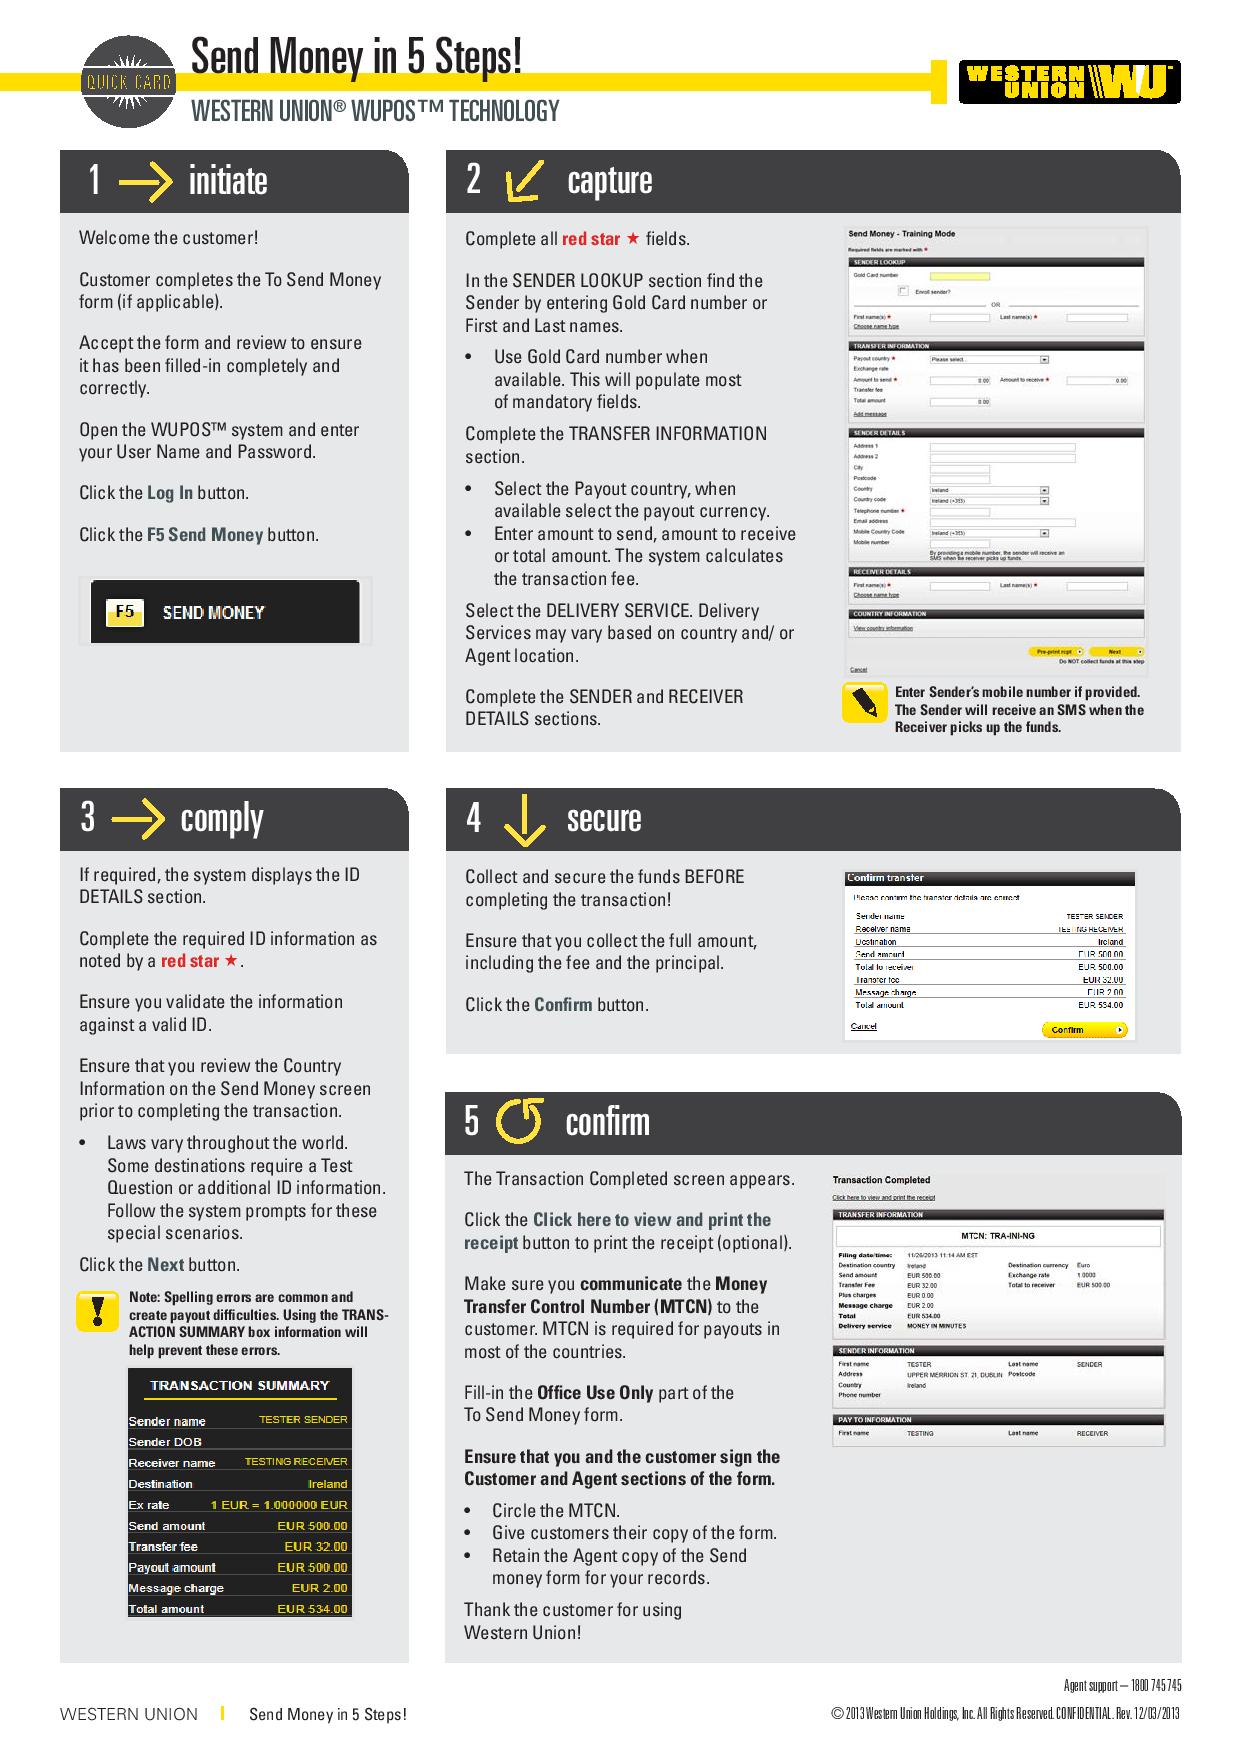 QUICK CARD
Send Money in 5 Steps!
WESTERN UNION® WUPOS™ TECHNOLOGY
WESTERN
UNION WU
1 initiate
Welcome the customer!
Customer completes the To Send Money
form (if applicable).
Accept the form and review to ensure
it has been filled-in completely and
correctly.
Open the WUPOS™ system and enter
your User Name and Password.
Click the Log In button.
Click the F5 Send Money button.
F5 SEND MONEY
2 capture
Complete all red star ★ fields.
In the SENDER LOOKUP section find the
Sender by entering Gold Card number or
First and Last names.
• Use Gold Card number when
available. This will populate most
of mandatory fields.
Complete the TRANSFER INFORMATION
section.
• Select the Payout country, when
available select the payout currency.
• Enter amount to send, amount to receive
or total amount. The system calculates
the transaction fee.
Select the DELIVERY SERVICE. Delivery
Services may vary based on country and/ or
Agent location.
Complete the SENDER and RECEIVER
DETAILS sections.
Send Money - Training Mode
Required fields are marked with ★
SENDER LOOKUP
Gold Card number
Enroll sender?
OR
First name(s) ★ Last name(s) ★
Choose name type
TRANSFER INFORMATION
Payout country ★ Please select...
Exchange rate
Amount to send ★ 0.00 Amount to receive ★ 0.00
Transfer fee
Total amount 0.00
Add message
SENDER DETAILS
Address 1
Address 2
City
Postcode
Country Ireland
Country code Ireland (+353)
Telephone number ★
Email address
Mobile Country Code Ireland (+353)
Mobile number
By providing a mobile number, the sender will receive an
SMS when the receiver picks up funds.
RECEIVER DETAILS
First name(s) ★ Last name(s) ★
Choose name type
COUNTRY INFORMATION
View country information
Pre-print rcpt Next
Do NOT collect funds at this step
Cancel
Enter Sender's mobile number if provided.
The Sender will receive an SMS when the
Receiver picks up the funds.
3 comply
If required, the system displays the ID
DETAILS section.
Complete the required ID information as
noted by a red star ★.
Ensure you validate the information
against a valid ID.
Ensure that you review the Country
Information on the Send Money screen
prior to completing the transaction.
• Laws vary throughout the world.
Some destinations require a Test
Question or additional ID information.
Follow the system prompts for these
special scenarios.
Click the Next button.
Note: Spelling errors are common and
create payout difficulties. Using the TRANS-
ACTION SUMMARY box information will
help prevent these errors.
TRANSACTION SUMMARY
Sender name TESTER SENDER
Sender DOB
Receiver name TESTING RECEIVER
Destination Ireland
Ex rate 1 EUR = 1.000000 EUR
Send amount EUR 500.00
Transfer fee EUR 32.00
Payout amount EUR 500.00
Message charge EUR 2.00
Total amount EUR 534.00
4 secure
Collect and secure the funds BEFORE
completing the transaction!
Ensure that you collect the full amount,
including the fee and the principal.
Click the Confirm button.
Confirm transfer
Please confirm the transfer details are correct
Sender name TESTER SENDER
Receiver name TESTING RECEIVER
Destination Ireland
Send amount EUR 500.00
Total to receiver EUR 500.00
Transfer fee EUR 32.00
Message charge EUR 2.00
Total amount EUR 534.00
Cancel Confirm
5 confirm
The Transaction Completed screen appears.
Click the Click here to view and print the
receipt button to print the receipt (optional).
Make sure you communicate the Money
Transfer Control Number (MTCN) to the
customer. MTCN is required for payouts in
most of the countries.
Fill-in the Office Use Only part of the
To Send Money form.
Ensure that you and the customer sign the
Customer and Agent sections of the form.
• Circle the MTCN.
• Give customers their copy of the form.
• Retain the Agent copy of the Send
money form for your records.
Thank the customer for using
Western Union!
Transaction Completed
Click here to view and print the receipt
TRANSFER INFORMATION
MTCN: TRA-INI-NG
Filing date/time: 11/26/2013 11:14 AM EST
Destination country Ireland Destination currency Euro
Send amount EUR 500.00 Exchange rate 1.0000
Transfer Fee EUR 32.00 Total to receiver EUR 500.00
Plus charges EUR 0.00
Message charge EUR 2.00
Total EUR 534.00
Delivery service MONEY IN MINUTES
SENDER INFORMATION
First name TESTER Last name SENDER
Address UPPER MERRION ST. 21, DUBLIN Postcode
Country Ireland
Phone number
PAY TO INFORMATION
First name TESTING Last name RECEIVER
Agent support – 1800 745 745
WESTERN UNION | Send Money in 5 Steps!
© 2013 Western Union Holdings, Inc. All Rights Reserved. CONFIDENTIAL. Rev. 12/03/2013